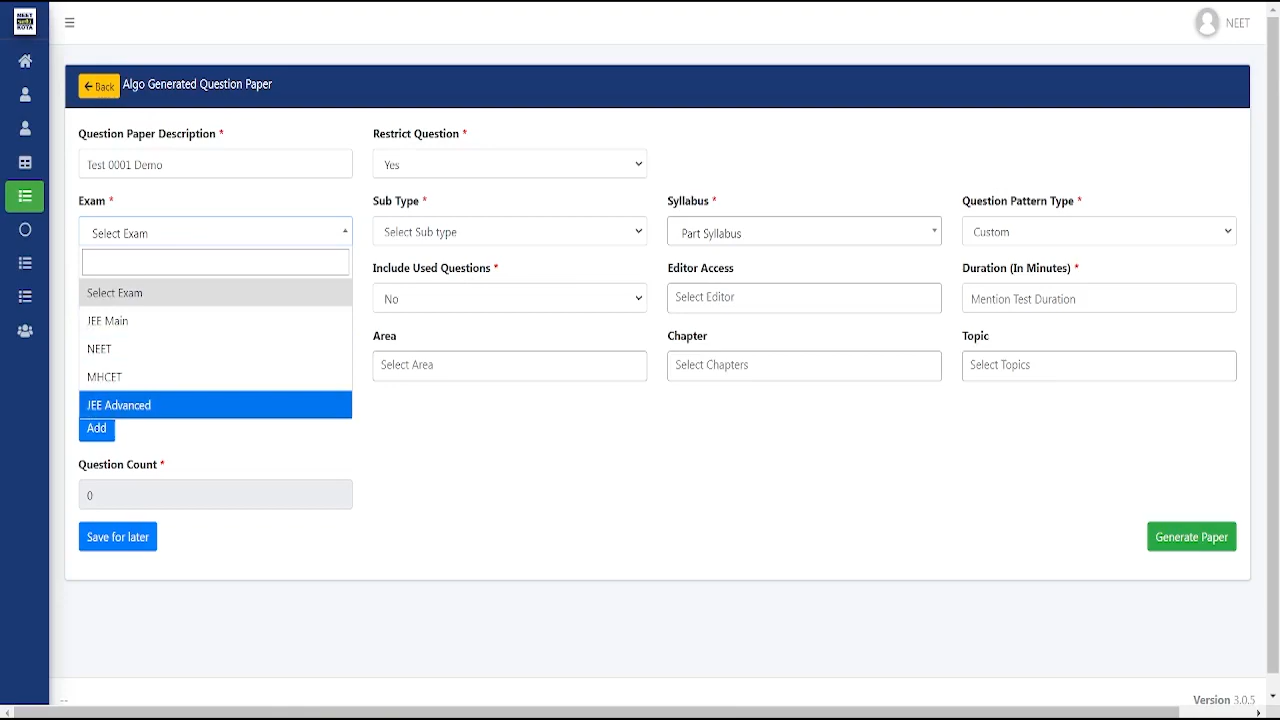 NEET
KOTA
NEET
Back Algo Generated Question Paper
Question Paper Description *
Restrict Question *
Test 0001 Demo
Yes
Exam *
Sub Type *
Syllabus *
Question Pattern Type *
Select Exam
Select Sub type
Part Syllabus
Custom
Include Used Questions *
Editor Access
Duration (In Minutes) *
Select Exam
No
Select Editor
Mention Test Duration
JEE Main
Area
Chapter
Topic
NEET
Select Area
Select Chapters
Select Topics
MHCET
JEE Advanced
Add
Question Count *
0
Save for later
Generate Paper
--
Version 3.0.5